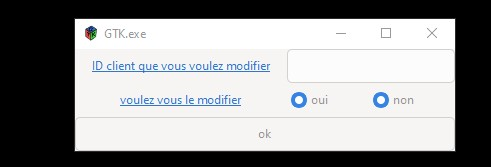 GTK.exe
ID client que vous voulez modifier
voulez vous le modifier oui non
ok